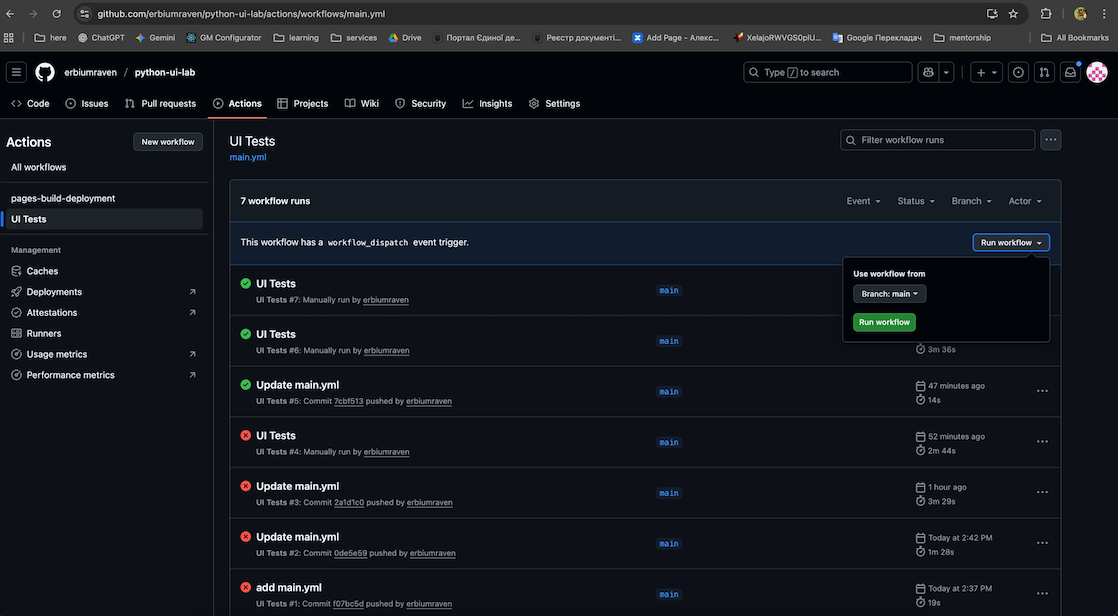 github.com/erbiumraven/python-ui-lab/actions/workflows/main.yml
here ChatGPT Gemini GM Configurator learning services Drive Портал Єдиної де... Реєстр документі... Add Page - Алекс... XelajoRWVGS0plU... Google Перекладач mentorship All Bookmarks
erbiumraven / python-ui-lab
Type / to search
Code Issues Pull requests Actions Projects Wiki Security Insights Settings
Actions
New workflow
All workflows
pages-build-deployment
UI Tests
Management
Caches
Deployments
Attestations
Runners
Usage metrics
Performance metrics
UI Tests
main.yml
Filter workflow runs
7 workflow runs
Event Status Branch Actor
This workflow has a workflow_dispatch event trigger.
Run workflow
Use workflow from
Branch: main
Run workflow
UI Tests
UI Tests #7: Manually run by erbiumraven
main
UI Tests
UI Tests #6: Manually run by erbiumraven
main
3m 36s
Update main.yml
UI Tests #5: Commit 7cbf513 pushed by erbiumraven
main
47 minutes ago
14s
UI Tests
UI Tests #4: Manually run by erbiumraven
main
52 minutes ago
2m 44s
Update main.yml
UI Tests #3: Commit 2a1d1c0 pushed by erbiumraven
main
1 hour ago
3m 29s
Update main.yml
UI Tests #2: Commit 0de5e59 pushed by erbiumraven
main
Today at 2:42 PM
1m 28s
add main.yml
UI Tests #1: Commit f07bc5d pushed by erbiumraven
main
Today at 2:37 PM
19s